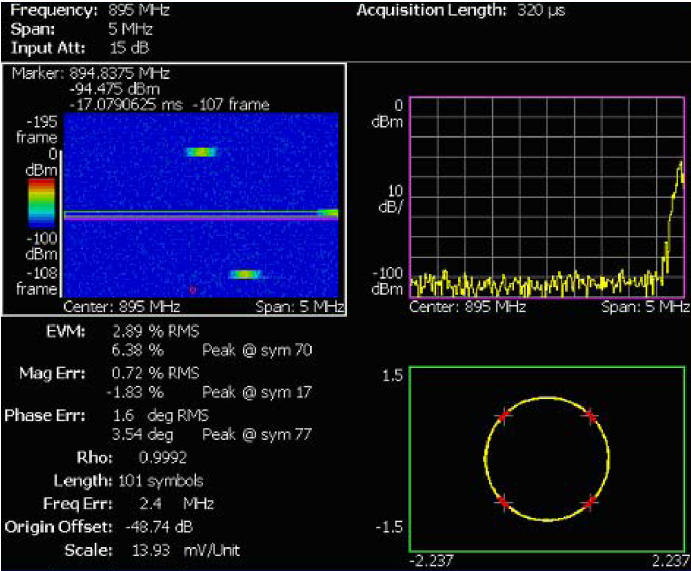 Frequency: 895 MHz
Acquisition Length: 320 µs
Span: 5 MHz
Input Att: 15 dB
Marker: 894.8375 MHz
-94.475 dBm
-17.0790625 ms -107 frame
-195
frame
0
dBm
-100
dBm
-108
frame
Center: 895 MHz
Span: 5 MHz
0
dBm
10
dB/
-100
dBm
Center: 895 MHz
Span: 5 MHz
EVM: 2.89 % RMS
6.38 % Peak @ sym 70
Mag Err: 0.72 % RMS
-1.83 % Peak @ sym 17
Phase Err: 1.6 deg RMS
3.54 deg Peak @ sym 77
Rho: 0.9992
Length: 101 symbols
Freq Err: 2.4 MHz
Origin Offset: -48.74 dB
Scale: 13.93 mV/Unit
1.5
-1.5
-2.237
2.237